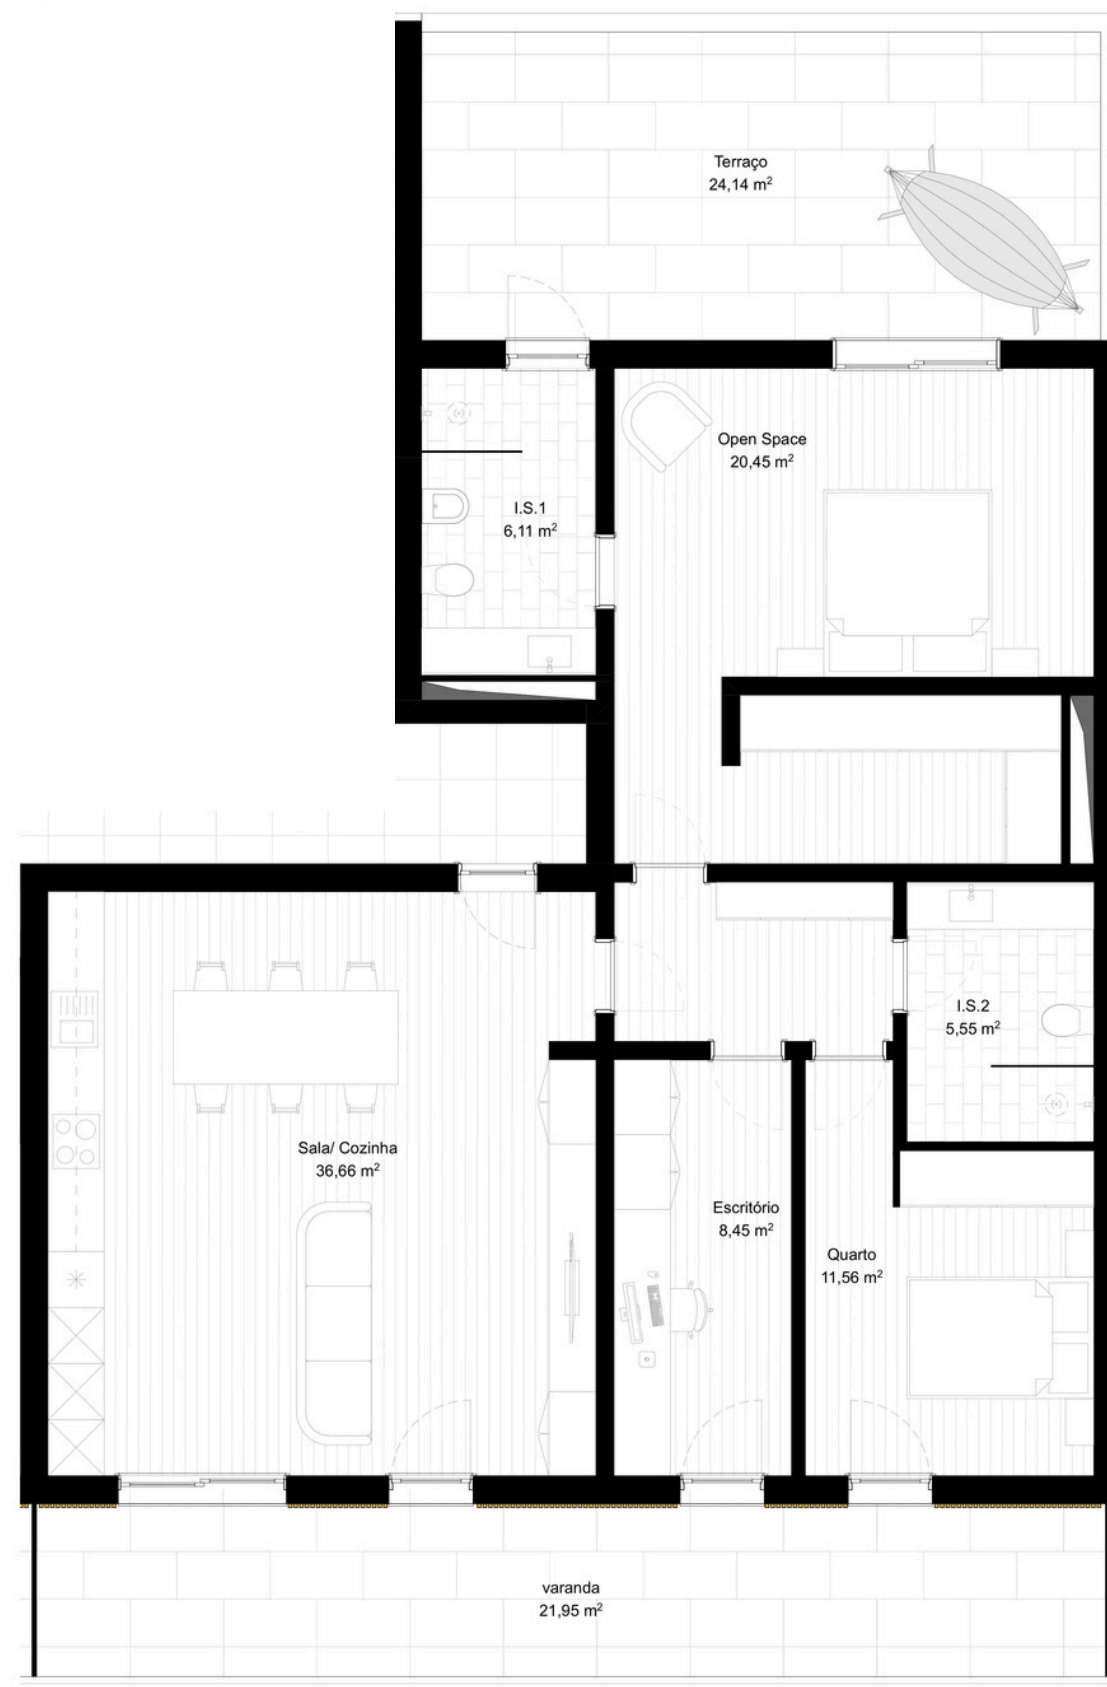 Terraço
24,14 m²
Open Space
20,45 m²
I.S.1
6,11 m²
I.S.2
5,55 m²
Sala/ Cozinha
36,66 m²
Escritório
8,45 m²
Quarto
11,56 m²
varanda
21,95 m²